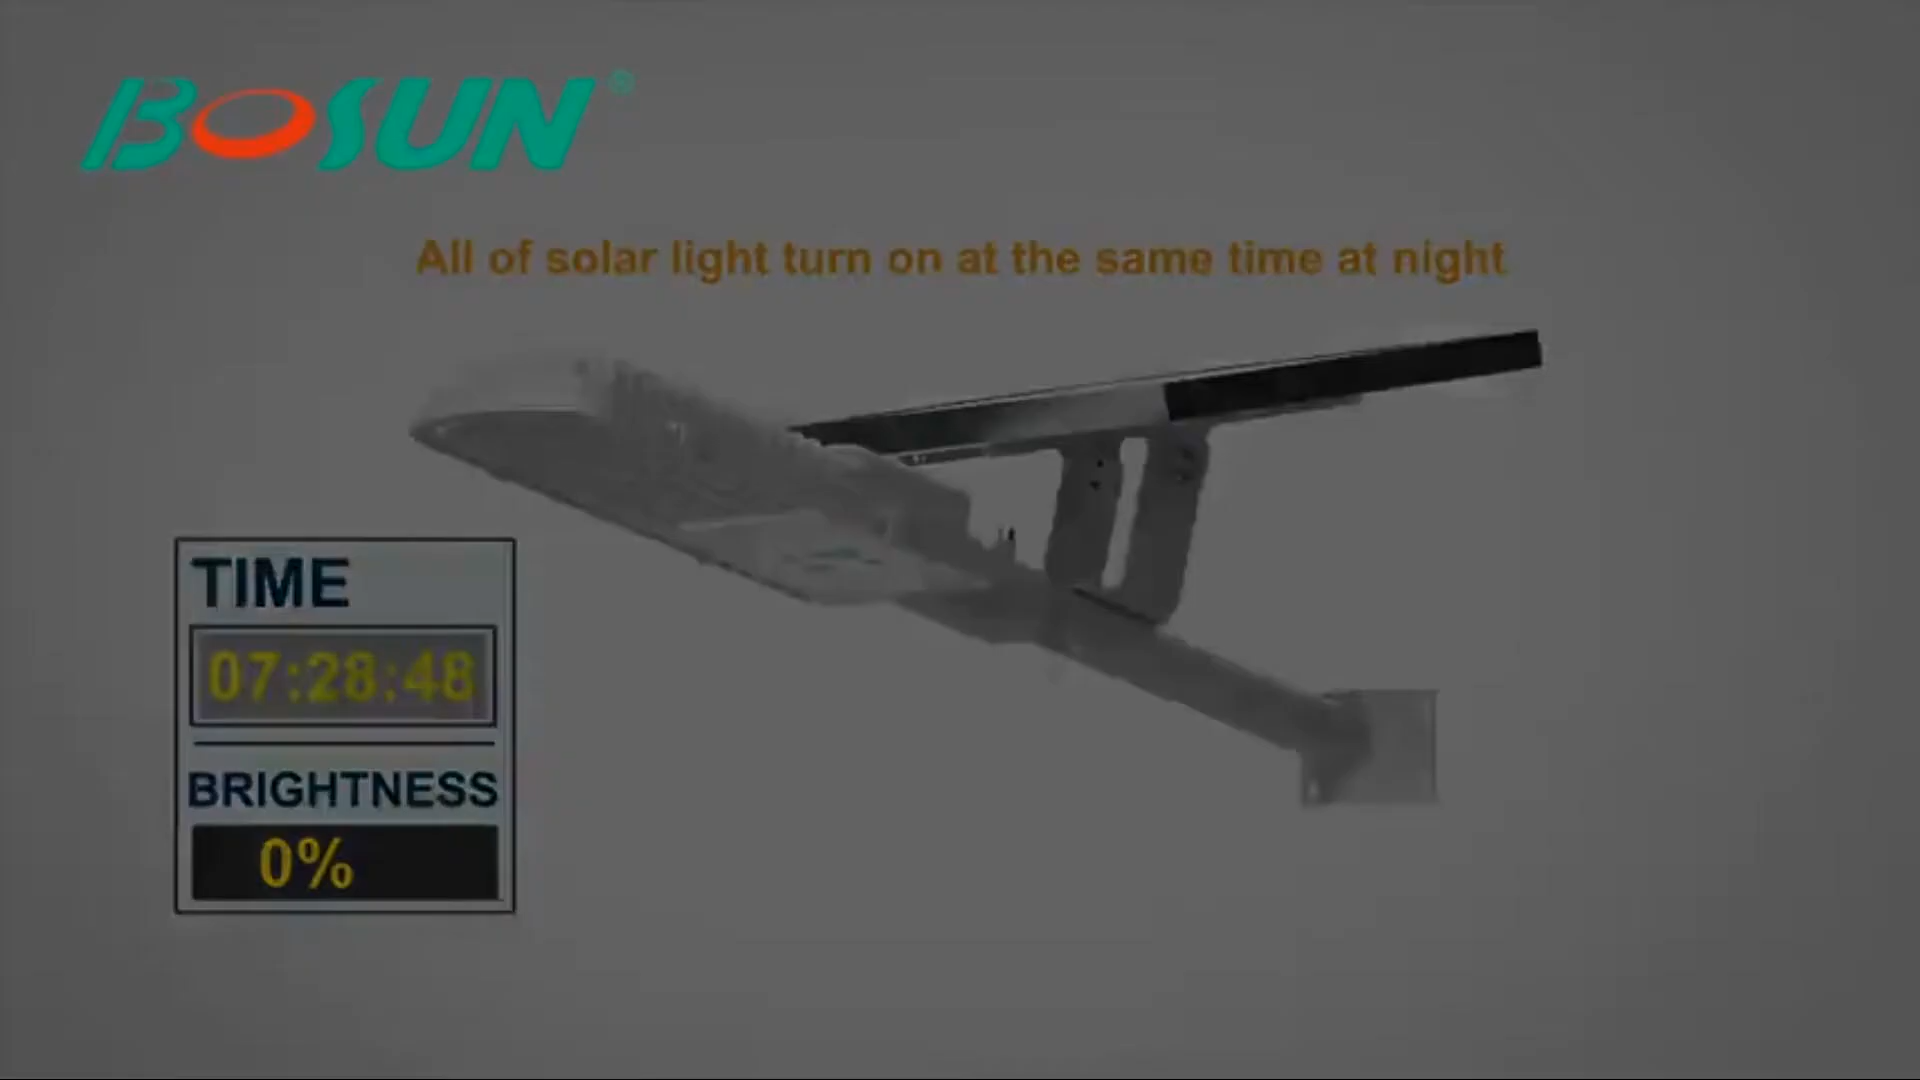 BOSUN®
All of solar light turn on at the same time at night
TIME
07:28:48
BRIGHTNESS
0%